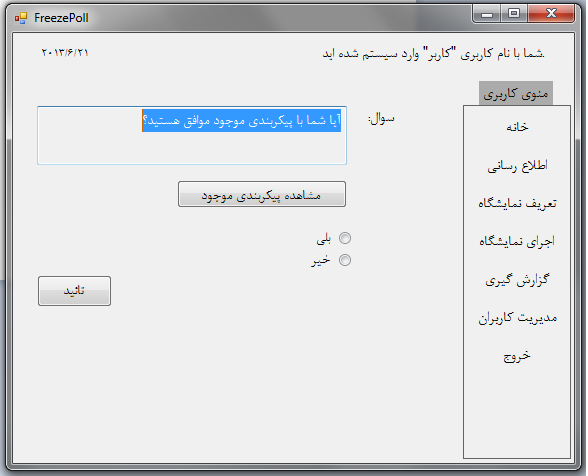 FreezePoll
شما با نام کاربری "کاربر" وارد سیستم شده اید.
۲۰۱۳/۶/۲۱
منوی کاربری
خانه
اطلاع رسانی
تعریف نمایشگاه
اجرای نمایشگاه
گزارش گیری
مدیریت کاربران
خروج
سوال:
آیا شما با پیکربندی موجود موافق هستید؟
مشاهده پیکربندی موجود
بلی
خیر
تائید